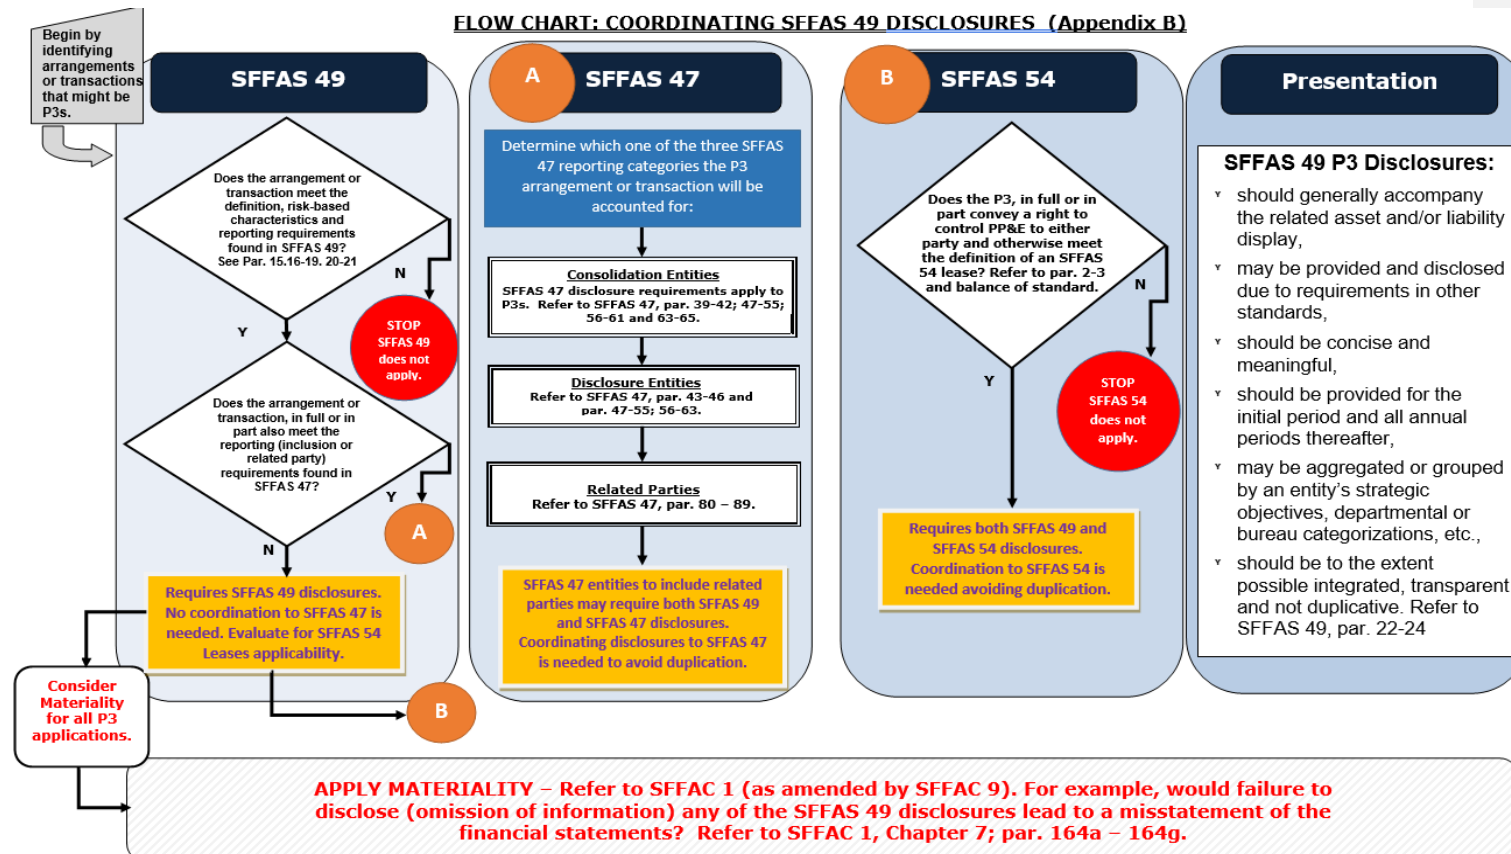 FLOW CHART: COORDINATING SFFAS 49 DISCLOSURES (Appendix B)
Begin by
identifying
arrangements
or transactions
that might be
P3s.
SFFAS 49
Does the arrangement or
transaction meet the
definition, risk-based
characteristics and
reporting requirements
found in SFFAS 49?
See Par. 15.16-19. 20-21
N
STOP
SFFAS 49
does not
apply.
Y
Does the arrangement or
transaction, in full or in
part also meet the
reporting (inclusion or
related party)
requirements found in
SFFAS 47?
Y
A
N
Requires SFFAS 49 disclosures.
No coordination to SFFAS 47 is
needed. Evaluate for SFFAS 54
Leases applicability.
B
Consider
Materiality
for all P3
applications.
A
SFFAS 47
Determine which one of the three SFFAS
47 reporting categories the P3
arrangement or transaction will be
accounted for:
Consolidation Entities
SFFAS 47 disclosure requirements apply to
P3s. Refer to SFFAS 47, par. 39-42; 47-55;
56-61 and 63-65.
Disclosure Entities
Refer to SFFAS 47, par. 43-46 and
par. 47-55; 56-63.
Related Parties
Refer to SFFAS 47, par. 80 – 89.
SFFAS 47 entities to include related
parties may require both SFFAS 49
and SFFAS 47 disclosures.
Coordinating disclosures to SFFAS 47
is needed to avoid duplication.
B
SFFAS 54
Does the P3, in full or in
part convey a right to
control PP&E to either
party and otherwise meet
the definition of an SFFAS
54 lease? Refer to par. 2-3
and balance of standard.
N
STOP
SFFAS 54
does not
apply.
Y
Requires both SFFAS 49 and
SFFAS 54 disclosures.
Coordination to SFFAS 54 is
needed avoiding duplication.
Presentation
SFFAS 49 P3 Disclosures:
should generally accompany
the related asset and/or liability
display,
may be provided and disclosed
due to requirements in other
standards,
should be concise and
meaningful,
should be provided for the
initial period and all annual
periods thereafter,
may be aggregated or grouped
by an entity's strategic
objectives, departmental or
bureau categorizations, etc.,
should be to the extent
possible integrated, transparent
and not duplicative. Refer to
SFFAS 49, par. 22-24
APPLY MATERIALITY – Refer to SFFAC 1 (as amended by SFFAC 9). For example, would failure to
disclose (omission of information) any of the SFFAS 49 disclosures lead to a misstatement of the
financial statements? Refer to SFFAC 1, Chapter 7; par. 164a – 164g.